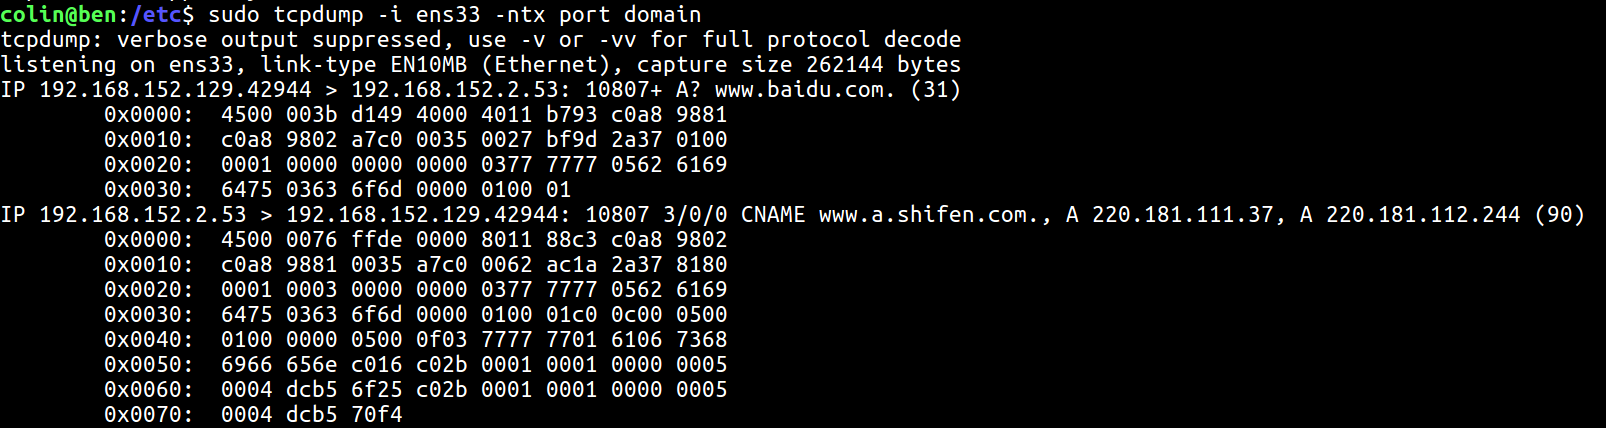 colin@ben:/etc$ sudo tcpdump -i ens33 -ntx port domain
tcpdump: verbose output suppressed, use -v or -vv for full protocol decode
listening on ens33, link-type EN10MB (Ethernet), capture size 262144 bytes
IP 192.168.152.129.42944 > 192.168.152.2.53: 10807+ A? www.baidu.com. (31)
0x0000:  4500 003b d149 4000 4011 b793 c0a8 9881
0x0010:  c0a8 9802 a7c0 0035 0027 bf9d 2a37 0100
0x0020:  0001 0000 0000 0000 0377 7777 0562 6169
0x0030:  6475 0363 6f6d 0000 0100 01
IP 192.168.152.2.53 > 192.168.152.129.42944: 10807 3/0/0 CNAME www.a.shifen.com., A 220.181.111.37, A 220.181.112.244 (90)
0x0000:  4500 0076 ffde 0000 8011 88c3 c0a8 9802
0x0010:  c0a8 9881 0035 a7c0 0062 ac1a 2a37 8180
0x0020:  0001 0003 0000 0000 0377 7777 0562 6169
0x0030:  6475 0363 6f6d 0000 0100 01c0 0c00 0500
0x0040:  0100 0000 0500 0f03 7777 7701 6106 7368
0x0050:  6966 656e c016 c02b 0001 0001 0000 0005
0x0060:  0004 dcb5 6f25 c02b 0001 0001 0000 0005
0x0070:  0004 dcb5 70f4